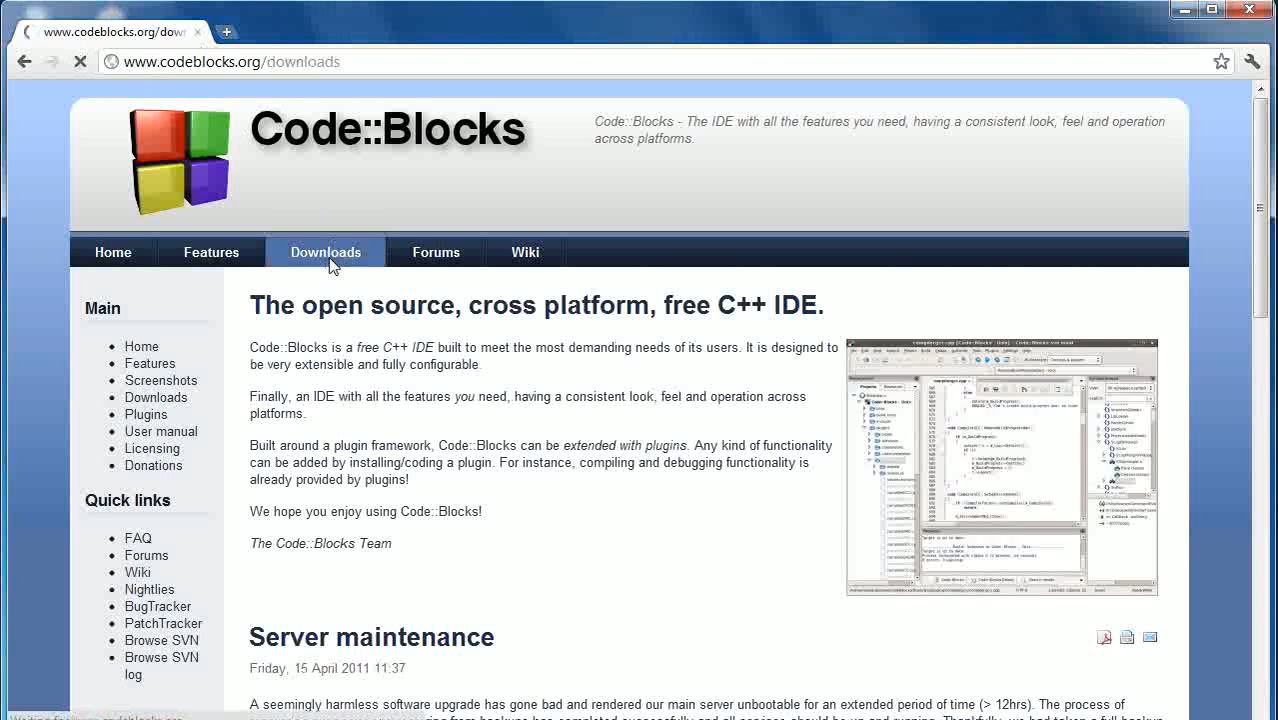 www.codeblocks.org/dow
www.codeblocks.org/downloads
Code::Blocks
Code::Blocks - The IDE with all the features you need, having a consistent look, feel and operation
across platforms.
Home Features Downloads Forums Wiki
Main
Home
Features
Screenshots
Downloads
Plugins
User manual
Licensing
Donations
Quick links
FAQ
Forums
Wiki
Nightlies
BugTracker
PatchTracker
Browse SVN
Browse SVN
log
The open source, cross platform, free C++ IDE.
Code::Blocks is a free C++ IDE built to meet the most demanding needs of its users. It is designed to
be very extensible and fully configurable.
Finally, an IDE with all the features you need, having a consistent look, feel and operation across
platforms.
Built around a plugin framework, Code::Blocks can be extended with plugins. Any kind of functionality
can be added by installing/coding a plugin. For instance, compiling and debugging functionality is
already provided by plugins!
We hope you enjoy using Code::Blocks!
The Code::Blocks Team
Server maintenance
Friday, 15 April 2011 11:37
A seemingly harmless software upgrade has gone bad and rendered our main server unbootable for an extended period of time (> 12hrs). The process of